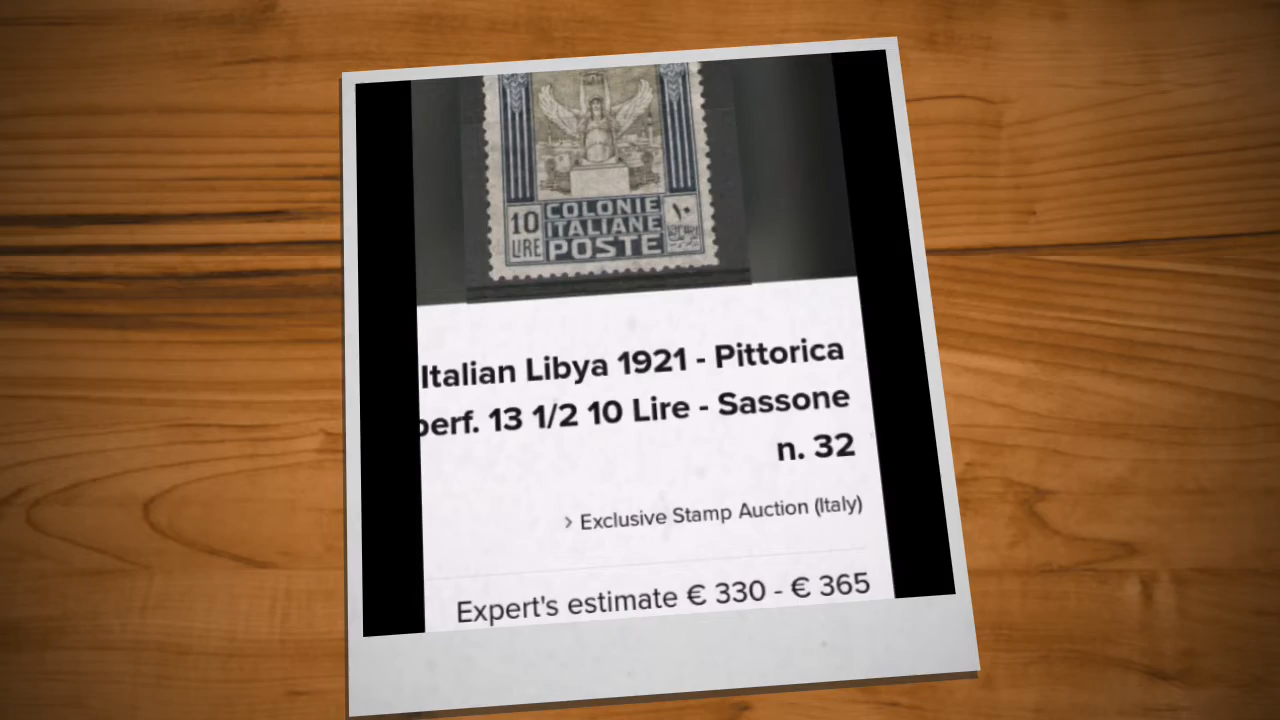 10
LIRE
COLONIE
ITALIANE
POSTE
١٠
Italian Libya 1921 - Pittorica
perf. 13 1/2 10 Lire - Sassone
n. 32
› Exclusive Stamp Auction (Italy)
Expert's estimate € 330 - € 365